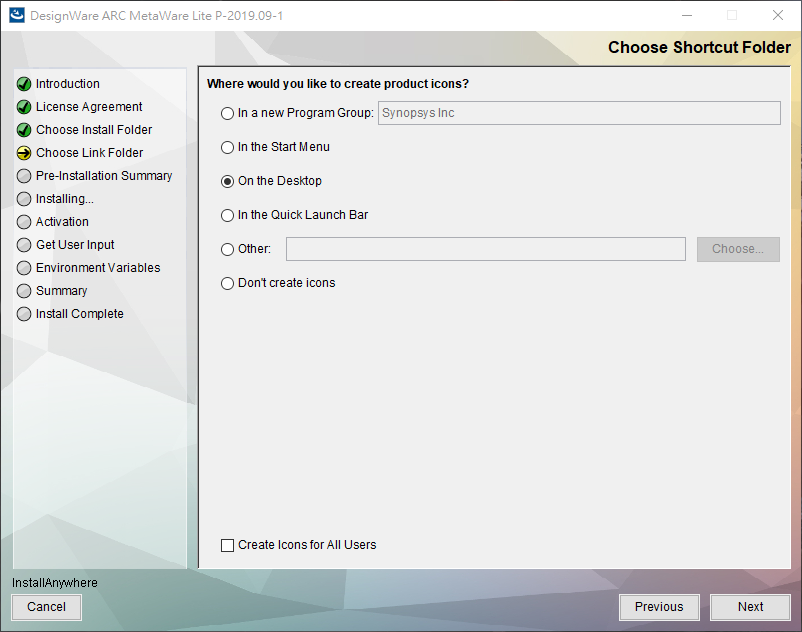 DesignWare ARC MetaWare Lite P-2019.09-1
Choose Shortcut Folder
Introduction
License Agreement
Choose Install Folder
Choose Link Folder
Pre-Installation Summary
Installing...
Activation
Get User Input
Environment Variables
Summary
Install Complete
Where would you like to create product icons?
In a new Program Group: Synopsys Inc
In the Start Menu
On the Desktop
In the Quick Launch Bar
Other: Choose...
Don't create icons
Create Icons for All Users
InstallAnywhere
Cancel Previous Next